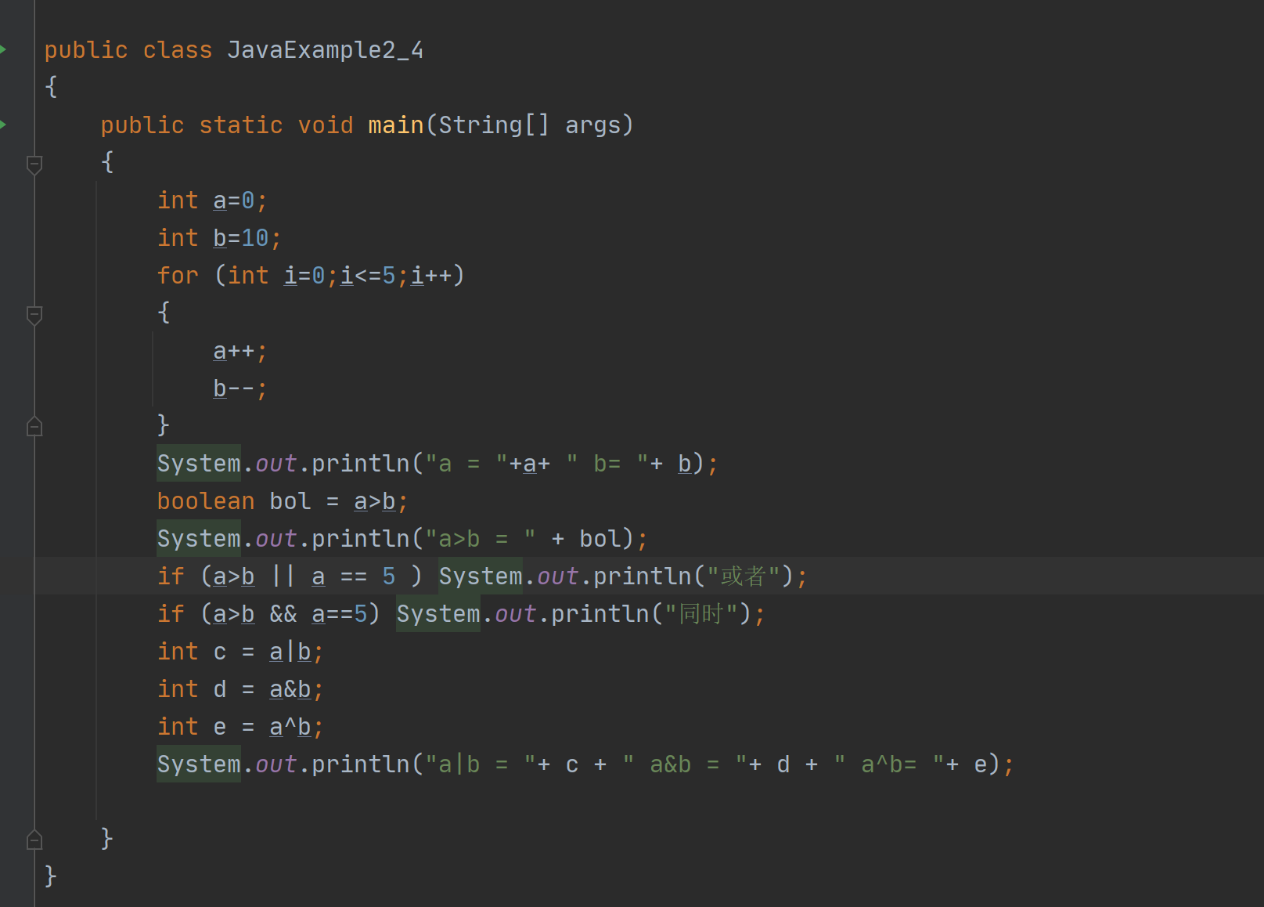 public class JavaExample2_4
{
    public static void main(String[] args)
    {
        int a=0;
        int b=10;
        for (int i=0;i<=5;i++)
        {
            a++;
            b--;
        }
        System.out.println("a = "+a+ " b= "+ b);
        boolean bol = a>b;
        System.out.println("a>b = " + bol);
        if (a>b || a == 5 ) System.out.println("或者");
        if (a>b && a==5) System.out.println("同时");
        int c = a|b;
        int d = a&b;
        int e = a^b;
        System.out.println("a|b = "+ c + " a&b = "+ d + " a^b= "+ e);
    }
}